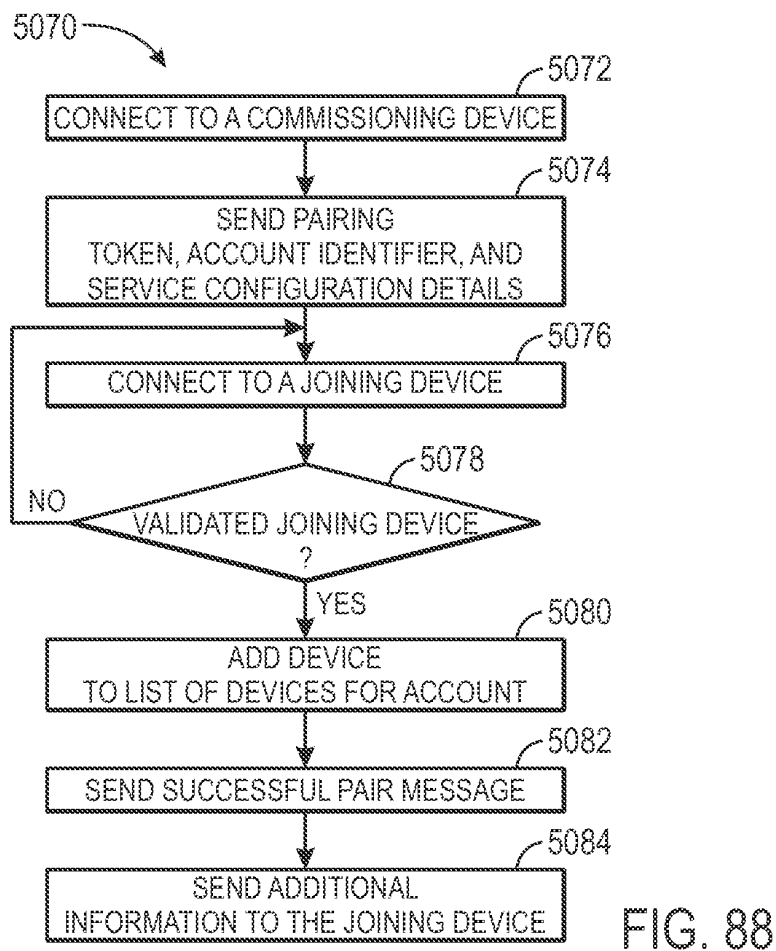 5070
5072
CONNECT TO A COMMISSIONING DEVICE
5074
SEND PAIRING
TOKEN, ACCOUNT IDENTIFIER, AND
SERVICE CONFIGURATION DETAILS
5076
CONNECT TO A JOINING DEVICE
5078
NO
VALIDATED JOINING DEVICE
?
YES
5080
ADD DEVICE
TO LIST OF DEVICES FOR ACCOUNT
5082
SEND SUCCESSFUL PAIR MESSAGE
5084
SEND ADDITIONAL
INFORMATION TO THE JOINING DEVICE
FIG. 88